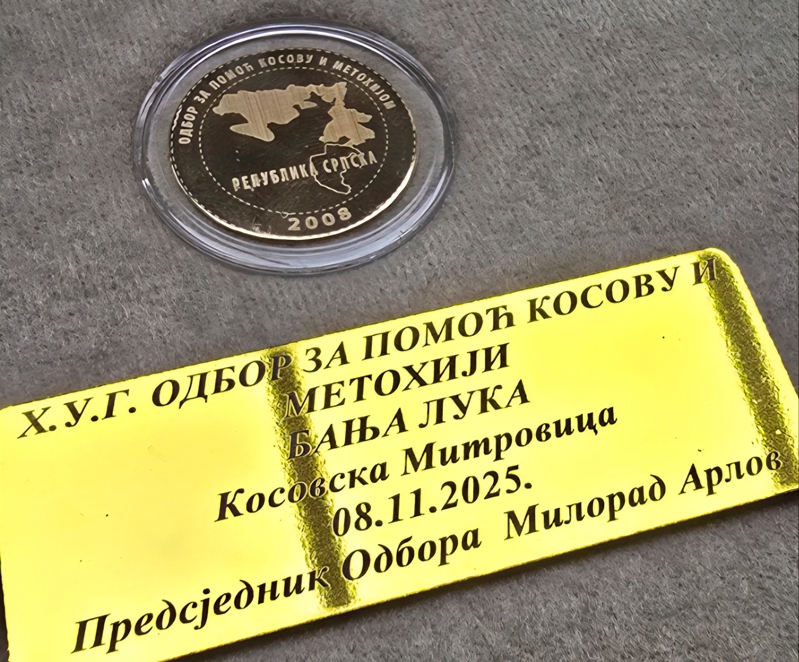 ОДБОР ЗА ПОМОЋ КОСОВУ И МЕТОХИЈОМ
РЕПУБЛИКА СРПСКА
2008
Х.У.Г. ОДБОР ЗА ПОМОЋ КОСОВУ И
МЕТОХИЈИ
БАЊА ЛУКА
Косовска Митровица
08.11.2025.
Предсједник Одбора Милорад Арлов